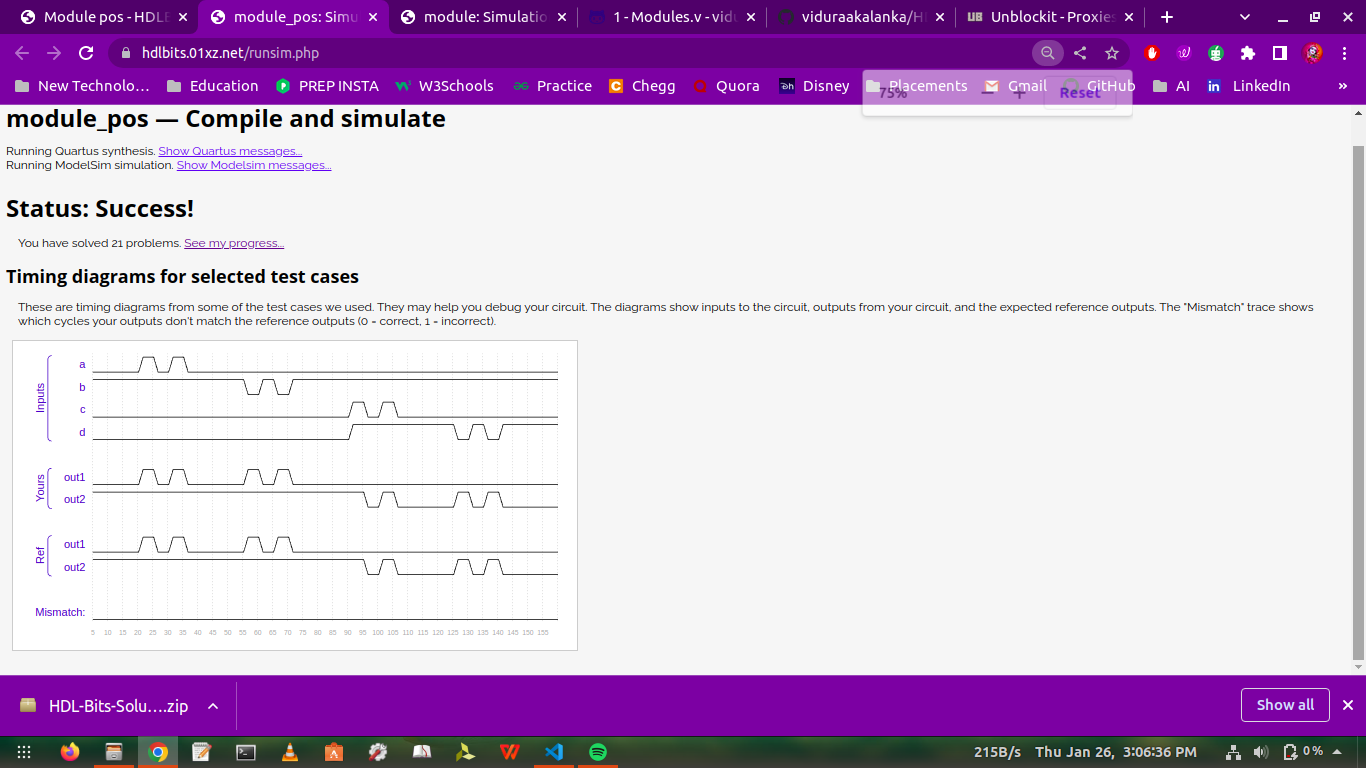 Module pos - HDLB
module_pos: Simu
module: Simulatio
1 - Modules.v - vidu
viduraakalanka/H
Unblockit - Proxies
hdlbits.01xz.net/runsim.php
New Technolo…
Education
PREP INSTA
W3Schools
Practice
Chegg
Quora
Disney
Placements
Gmail
GitHub
AI
LinkedIn
»
75%
Reset
module_pos — Compile and simulate
Running Quartus synthesis. Show Quartus messages...
Running ModelSim simulation. Show Modelsim messages...
Status: Success!
You have solved 21 problems. See my progress...
Timing diagrams for selected test cases
These are timing diagrams from some of the test cases we used. They may help you debug your circuit. The diagrams show inputs to the circuit, outputs from your circuit, and the expected reference outputs. The "Mismatch" trace shows
which cycles your outputs don't match the reference outputs (0 = correct, 1 = incorrect).
Inputs
a
b
c
d
Yours
out1
out2
Ref
out1
out2
Mismatch:
5 10 15 20 25 30 35 40 45 50 55 60 65 70 75 80 85 90 95 100 105 110 115 120 125 130 135 140 145 150 155
HDL-Bits-Solu….zip
Show all
215B/s Thu Jan 26, 3:06:36 PM 0 %